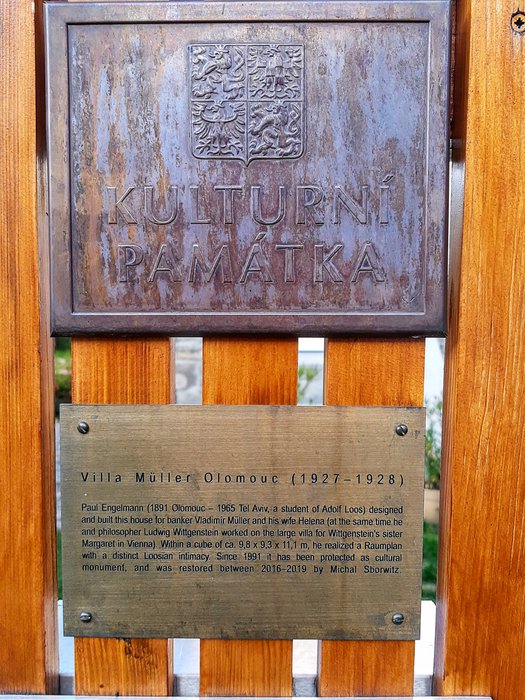 KULTURNÍ
PAMÁTKA
Villa Müller Olomouc (1927–1928)
Paul Engelmann (1891 Olomouc – 1965 Tel Aviv, a student of Adolf Loos) designed
and built this house for banker Vladimir Müller and his wife Helena (at the same time he
and philosopher Ludwig Wittgenstein worked on the large villa for Wittgenstein's sister
Margaret in Vienna). Within a cube of ca. 9,8 x 9,3 x 11,1 m, he realized a Raumplan
with a distinct Loosian intimacy. Since 1991 it has been protected as cultural
monument, and was restored between 2016–2019 by Michal Sborwitz.